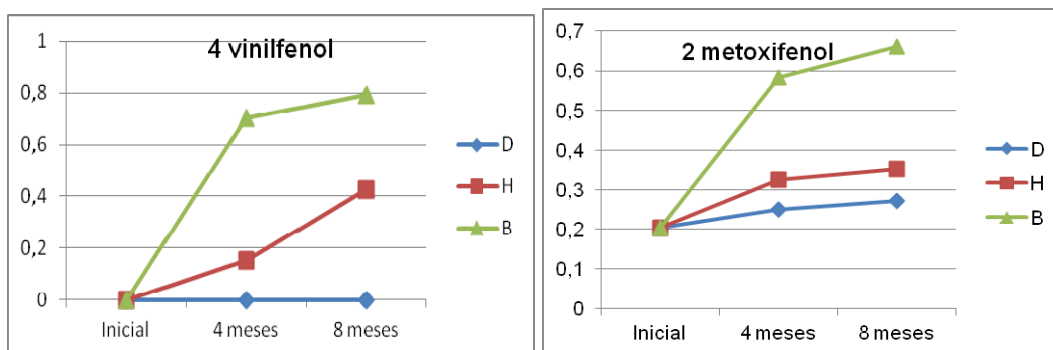 4 vinilfenol
1
0,8
0,6
0,4
0,2
0
Inicial
4 meses
8 meses
D
H
B
2 metoxifenol
0,7
0,6
0,5
0,4
0,3
0,2
0,1
0
Inicial
4 meses
8 meses
D
H
B